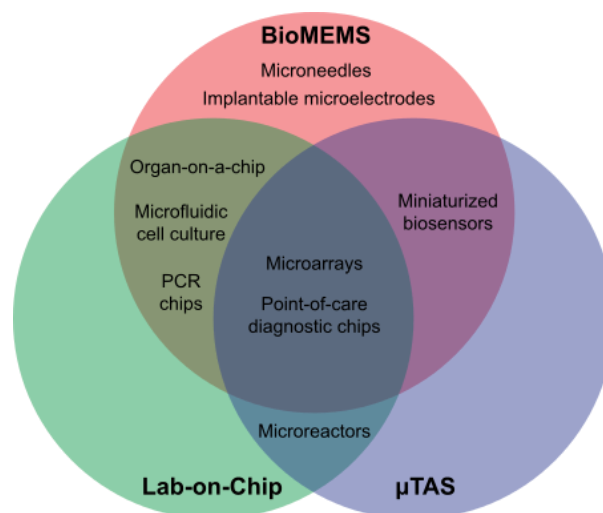 BioMEMS
Microneedles
Implantable microelectrodes
Organ-on-a-chip
Microfluidic
cell culture
PCR
chips
Microarrays
Point-of-care
diagnostic chips
Miniaturized
biosensors
Microreactors
Lab-on-Chip
µTAS